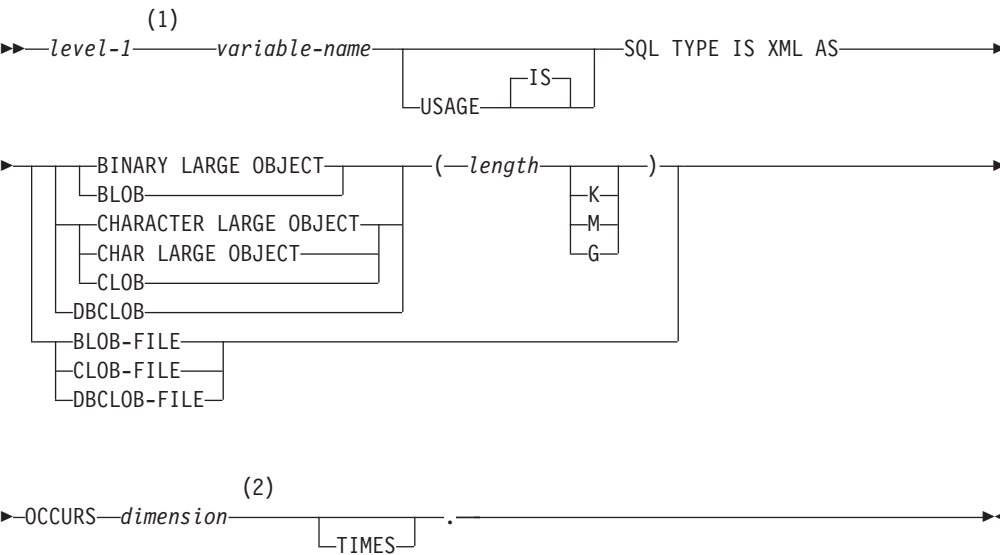 (1)
level-1 variable-name SQL TYPE IS XML AS
IS
USAGE
BINARY LARGE OBJECT ( length )
BLOB K
CHARACTER LARGE OBJECT M
CHAR LARGE OBJECT G
CLOB
DBCLOB
BLOB-FILE
CLOB-FILE
DBCLOB-FILE
(2)
OCCURS dimension .
TIMES